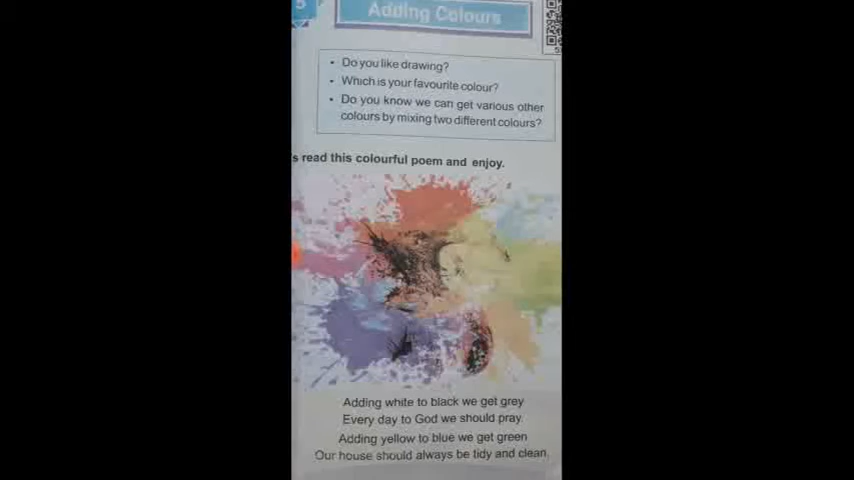 5
Adding Colours
• Do you like drawing?
• Which is your favourite colour?
• Do you know we can get various other
colours by mixing two different colours?
s read this colourful poem and enjoy.
Adding white to black we get grey
Every day to God we should pray.
Adding yellow to blue we get green
Our house should always be tidy and clean.